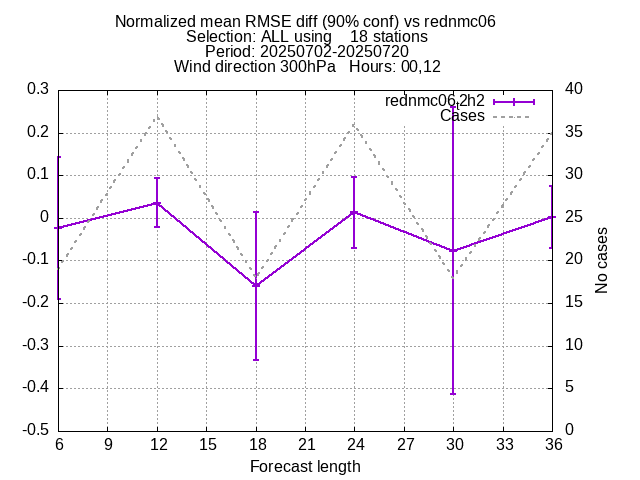 Normalized mean RMSE diff (90% conf) vs rednmc06
Selection: ALL using    18 stations
Period: 20250702-20250720
Wind direction 300hPa   Hours: 00,12
rednmc06,2h2
Cases
0.3
0.2
0.1
0
-0.1
-0.2
-0.3
-0.4
-0.5
40
35
30
25
20
15
10
5
0
No cases
6 9 12 15 18 21 24 27 30 33 36
Forecast length